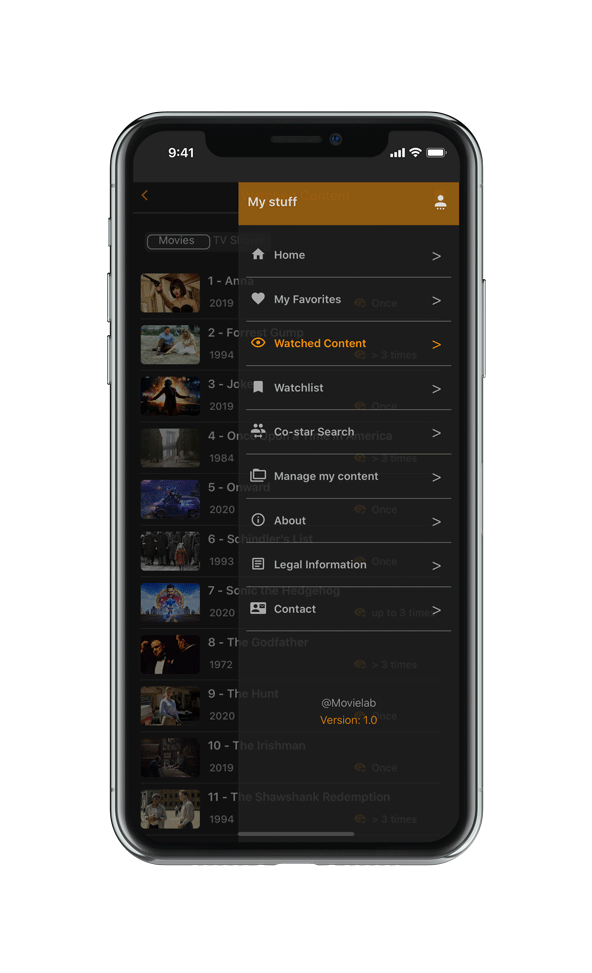 9:41
Content
My stuff
Movies TV S
Home >
My Favorites >
Watched Content >
Watchlist >
Co-star Search >
Manage my content >
About >
Legal Information >
Contact >
@Movielab
Version: 1.0
1 - Anna
2019 Once
2 - Forrest Gump
1994 > 3 times
3 - Joke
2019 Once
4 - Once Upon a Time in America
1984 > 3 times
5 - Onward
2020 Once
6 - Schindler's List
1993 Once
7 - Sonic the Hedgehog
2020 up to 3 times
8 - The Godfather
1972 > 3 times
9 - The Hunt
2020 Once
10 - The Irishman
2019 Once
11 - The Shawshank Redemption
1994 > 3 times